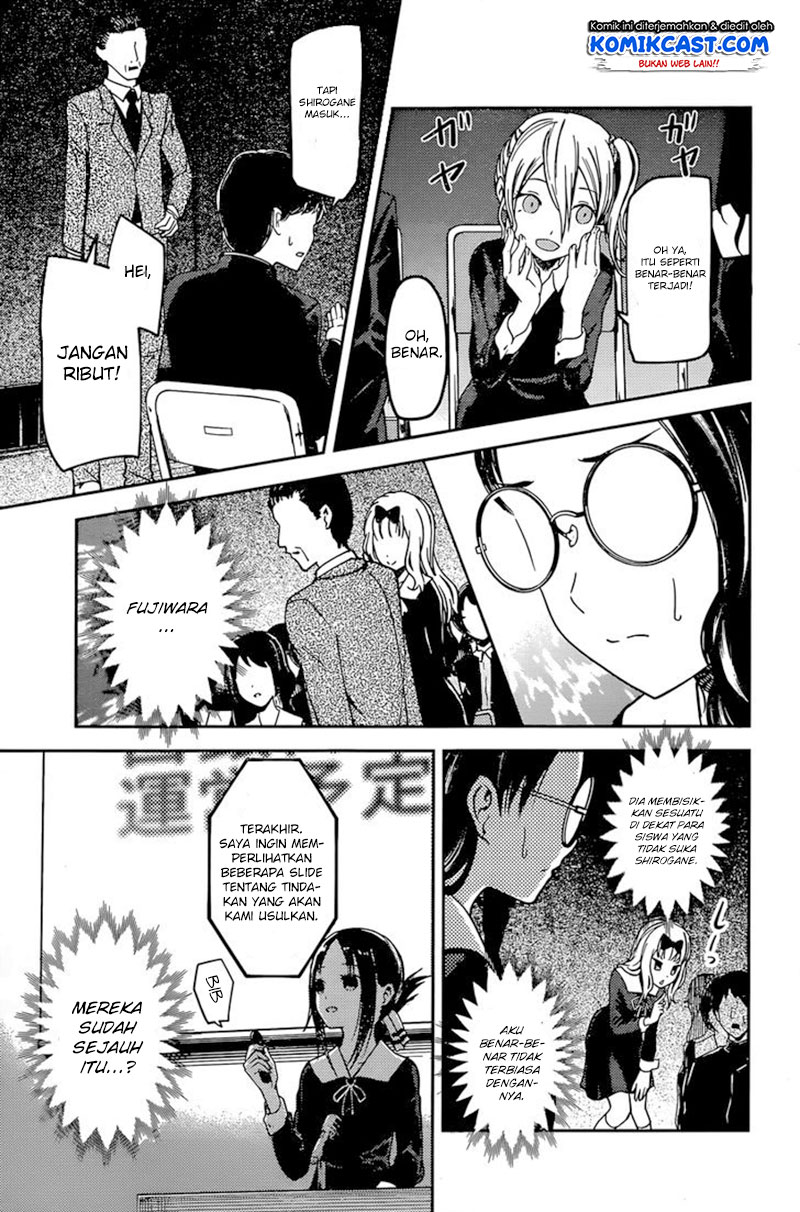 Komik ini diterjemahkan & diedit oleh
KOMIKCAST.COM
BUKAN WEB LAIN!!
ガガ
OH YA,
ITU SEPERTI
BENAR-BENAR
TERJADI!
OH,
BENAR.
TAPI
SHIROGANE
MASUK...
HEI,
JANGAN
RIBUT!
FUJIWARA
...
DIA MEMBISIK-
KAN SESUATU
DI DEKAT PARA
SISWA YANG
TIDAK SUKA
SHIROGANE.
しーっ
AKU
BENAR-BE-
NAR TIDAK
TERBIASA
DENGAN-
NYA.
運営予定
TERAKHIR.
SAYA INGIN MEM-
PERLIHATKAN
BEBERAPA SLIDE
TENTANG TINDA-
KAN YANG AKAN
KAMI USULKAN.
BIB
MEREKA
SUDAH
SEJAUH
ITU...?